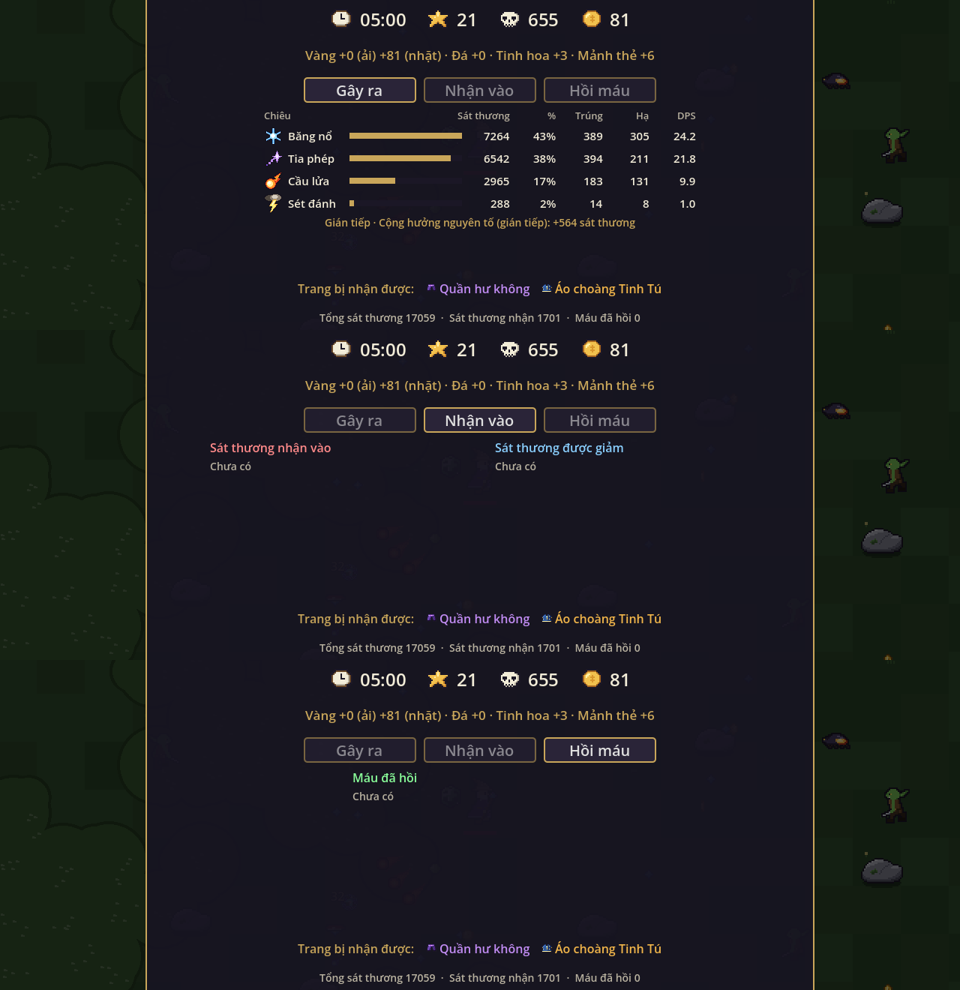 05:00 21 655 81
Vàng +0 (ải) +81 (nhặt) · Đá +0 · Tinh hoa +3 · Mảnh thẻ +6
Gây ra Nhận vào Hồi máu
Chiêu Sát thương % Trúng Hạ DPS
Băng nổ 7264 43% 389 305 24.2
Tia phép 6542 38% 394 211 21.8
Cầu lửa 2965 17% 183 131 9.9
Sét đánh 288 2% 14 8 1.0
Gián tiếp · Cộng hưởng nguyên tố (gián tiếp): +564 sát thương
Trang bị nhận được: Quần hư không Áo choàng Tinh Tú
Tổng sát thương 17059 · Sát thương nhận 1701 · Máu đã hồi 0
05:00 21 655 81
Vàng +0 (ải) +81 (nhặt) · Đá +0 · Tinh hoa +3 · Mảnh thẻ +6
Gây ra Nhận vào Hồi máu
Sát thương nhận vào Sát thương được giảm
Chưa có Chưa có
Trang bị nhận được: Quần hư không Áo choàng Tinh Tú
Tổng sát thương 17059 · Sát thương nhận 1701 · Máu đã hồi 0
05:00 21 655 81
Vàng +0 (ải) +81 (nhặt) · Đá +0 · Tinh hoa +3 · Mảnh thẻ +6
Gây ra Nhận vào Hồi máu
Máu đã hồi
Chưa có
Trang bị nhận được: Quần hư không Áo choàng Tinh Tú
Tổng sát thương 17059 · Sát thương nhận 1701 · Máu đã hồi 0